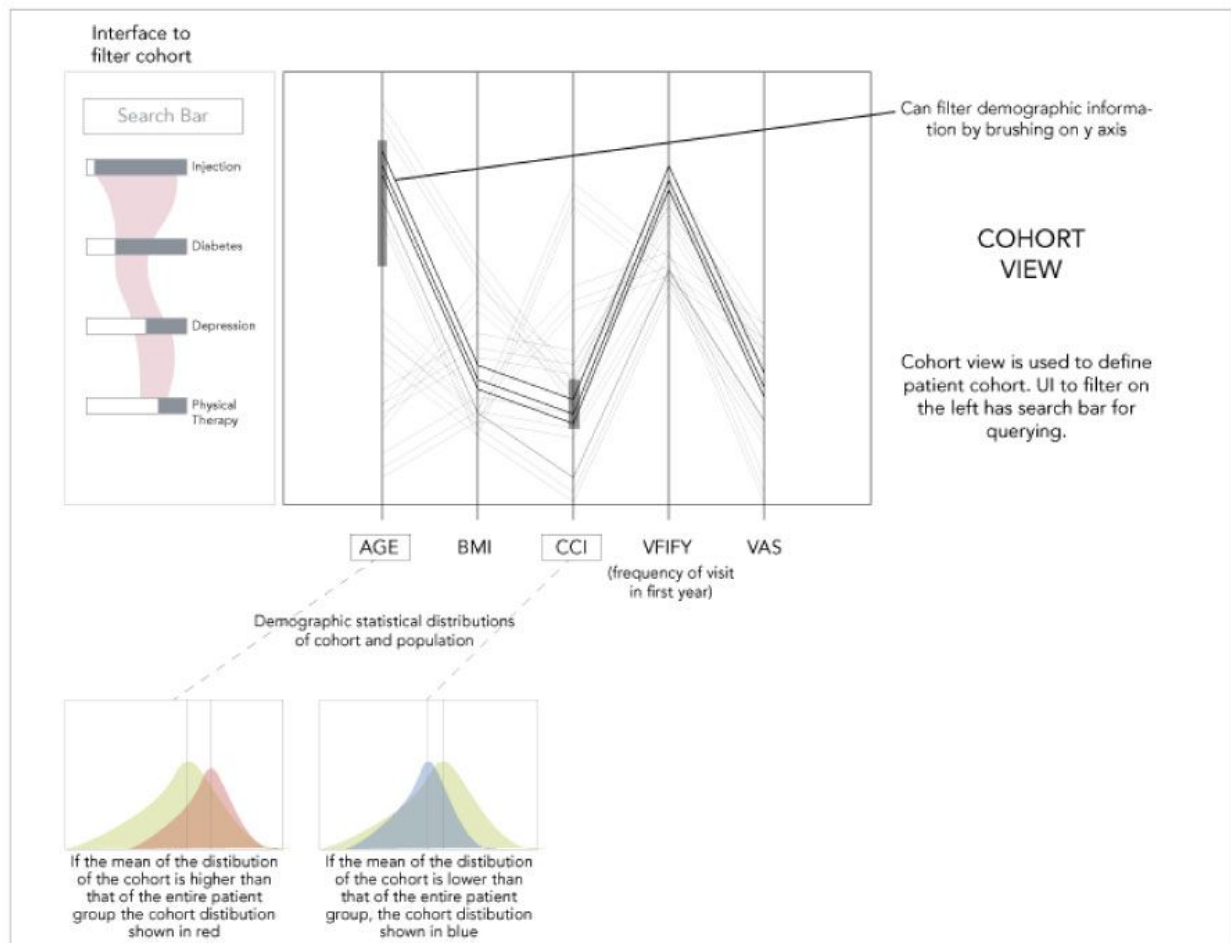 Interface to
filter cohort
Search Bar
Injection
Diabetes
Depression
Physical
Therapy
Can filter demographic informa-
tion by brushing on y axis
COHORT
VIEW
Cohort view is used to define
patient cohort. UI to filter on
the left has search bar for
querying.
AGE
BMI
CCI
VFIFY
(frequency of visit
in first year)
VAS
Demographic statistical distributions
of cohort and population
If the mean of the distibution
of the cohort is higher than
that of the entire patient
group the cohort distibution
shown in red
If the mean of the distibution
of the cohort is lower than
that of the entire patient
group, the cohort distbution
shown in blue